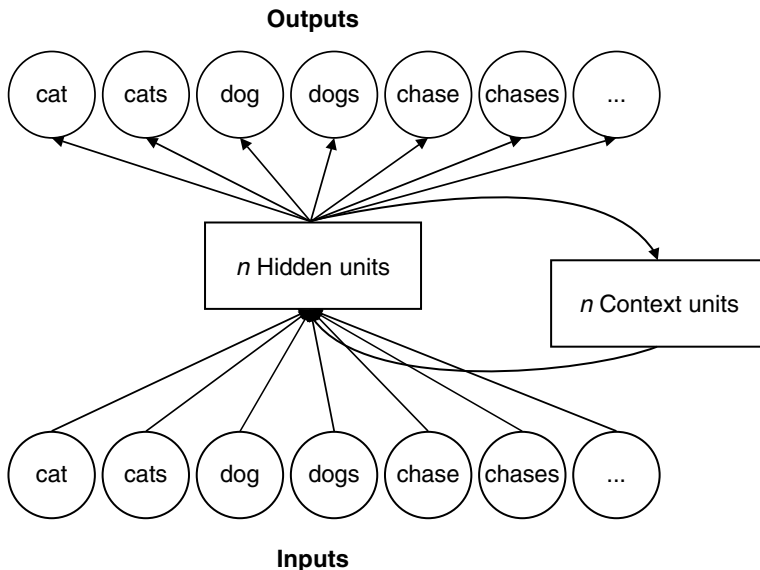 Outputs
cat cats dog dogs chase chases ...
n Hidden units
n Context units
cat cats dog dogs chase chases ...
Inputs